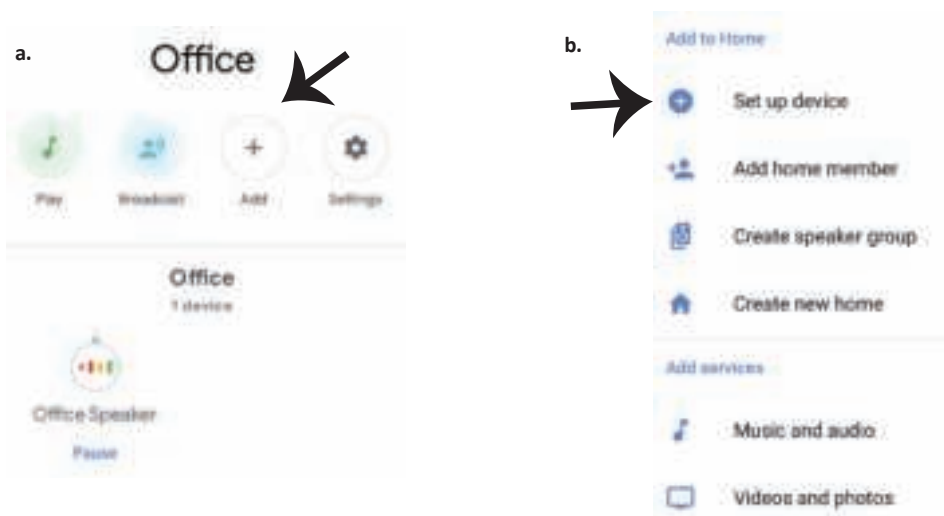 a.
Office
Play
Broadcast
Add
Settings
Office
1 device
Office Speaker
Pause
b.
Add to Home
Set up device
Add home member
Create speaker group
Create new home
Add services
Music and audio
Videos and photos